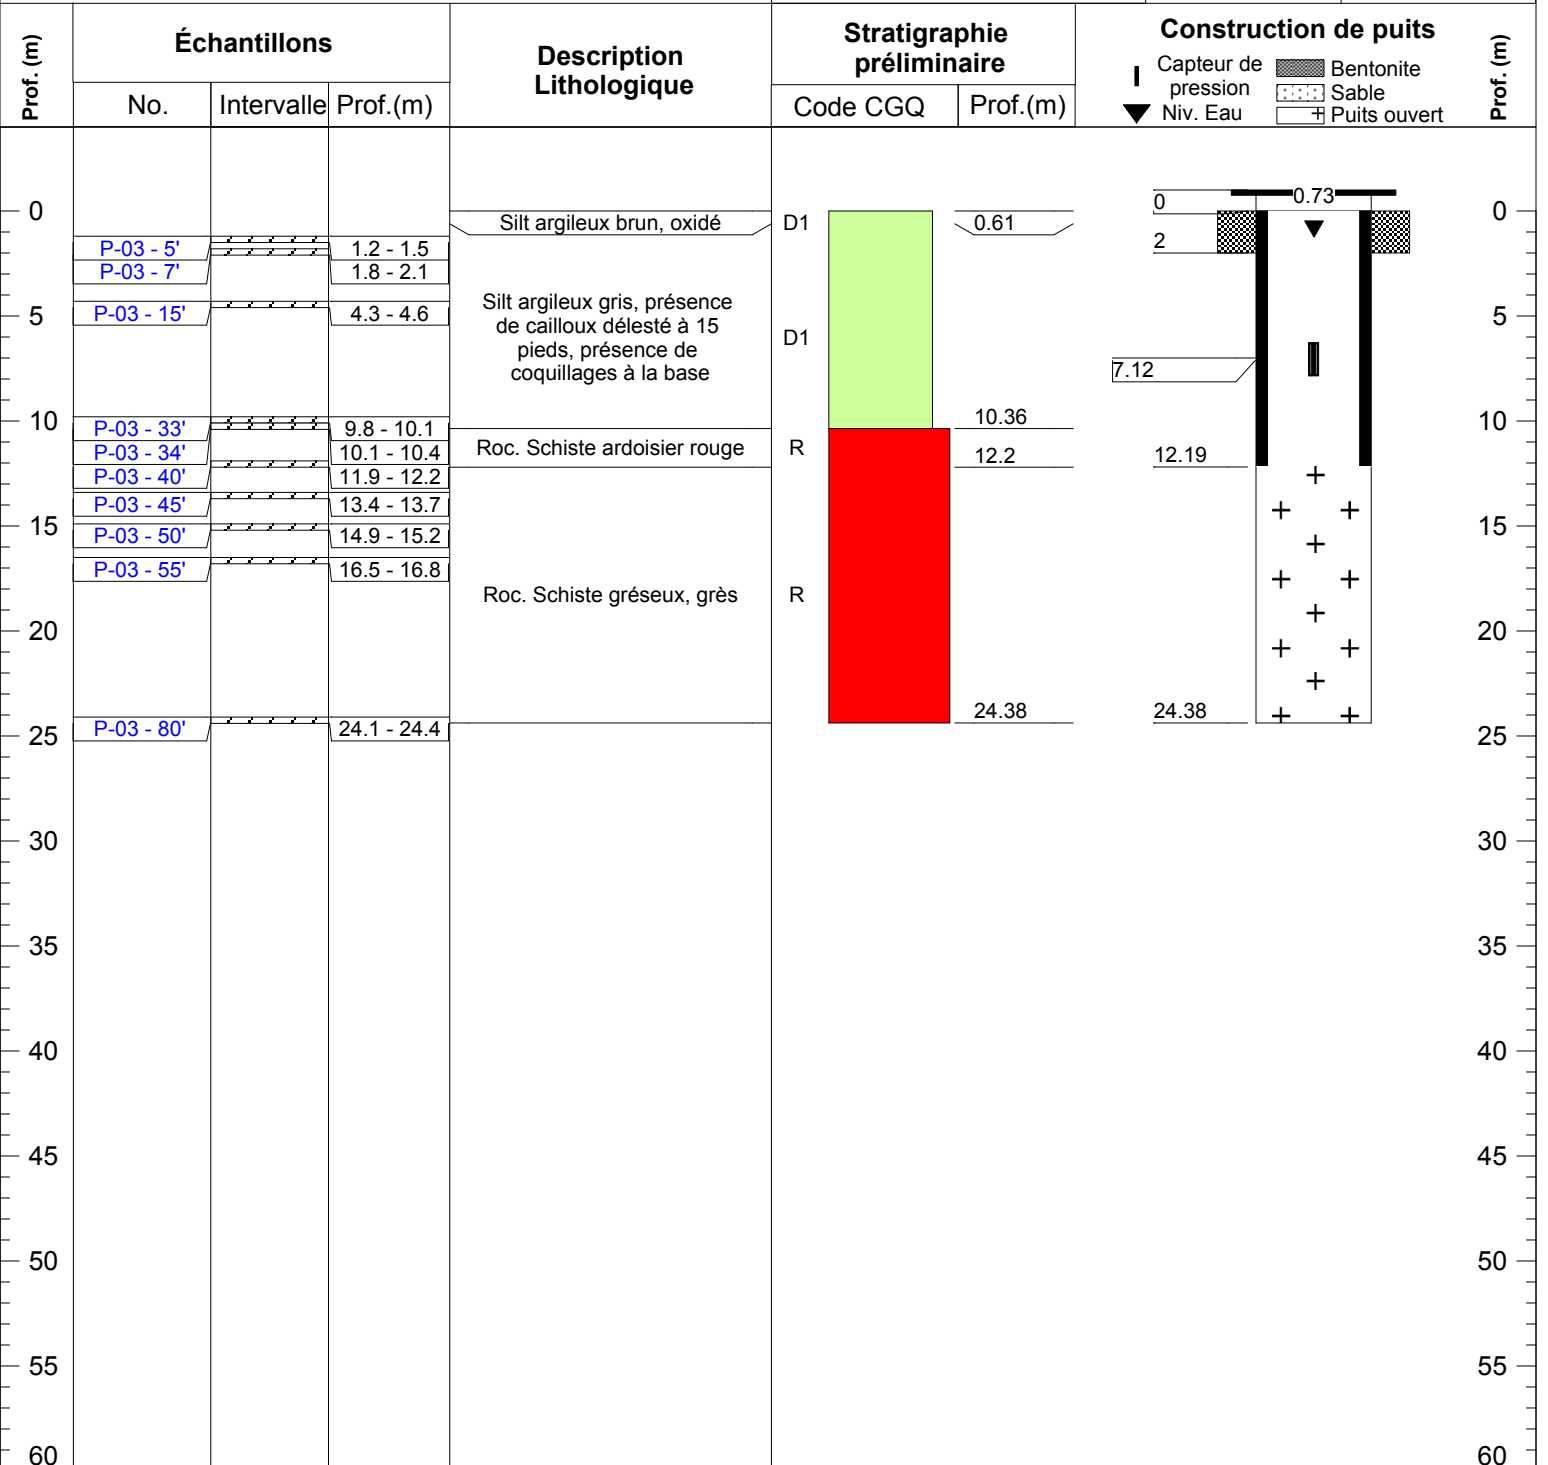 Prof. (m)
Échantillons
No.
Intervalle
Prof.(m)
Description
Lithologique
Stratigraphie
préliminaire
Code CGQ
Prof.(m)
Construction de puits
Capteur de
pression
Niv. Eau
Bentonite
Sable
Puits ouvert
Prof. (m)
0
5
10
15
20
25
30
35
40
45
50
55
60
P-03 - 5'
1.2 - 1.5
P-03 - 7'
1.8 - 2.1
P-03 - 15'
4.3 - 4.6
P-03 - 33'
9.8 - 10.1
P-03 - 34'
10.1 - 10.4
P-03 - 40'
11.9 - 12.2
P-03 - 45'
13.4 - 13.7
P-03 - 50'
14.9 - 15.2
P-03 - 55'
16.5 - 16.8
P-03 - 80'
24.1 - 24.4
Silt argileux brun, oxidé
Silt argileux gris, présence
de cailloux délesté à 15
pieds, présence de
coquillages à la base
Roc. Schiste ardoisier rouge
Roc. Schiste gréseux, grès
D1
D1
R
R
0.61
10.36
12.2
24.38
0
2
0.73
7.12
12.19
24.38
0
5
10
15
20
25
30
35
40
45
50
55
60